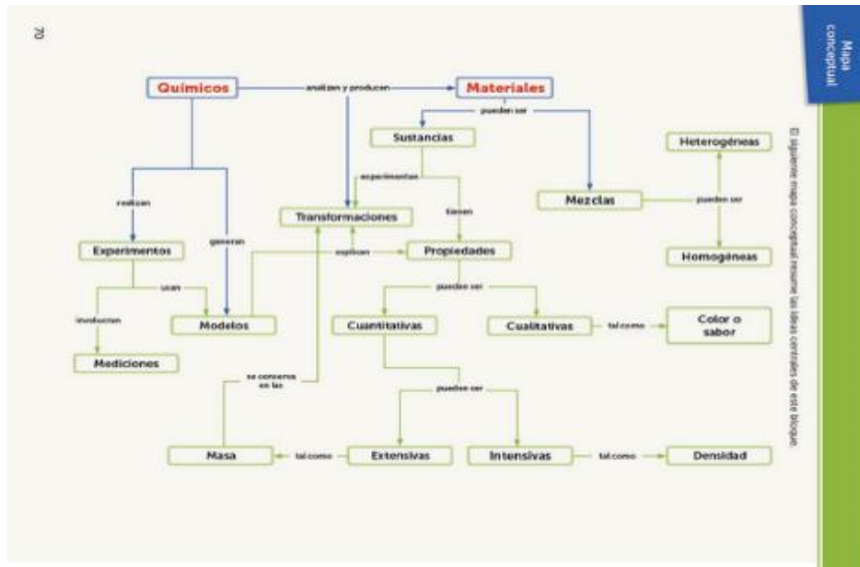 Mapa
conceptual
El siguiente mapa conceptual resume las ideas centrales de este bloque.
Químicos
analizan y producen
Materiales
pueden ser
Sustancias
Heterogéneas
experimentan
Mezclas
pueden ser
realizan
Transformaciones
tienen
generan
Experimentos
explican
Propiedades
Homogéneas
usan
pueden ser
involucran
Modelos
Cuantitativas
Cualitativas
tal como
Color o
sabor
Mediciones
se conserva
en las
pueden ser
Masa
tal como
Extensivas
Intensivas
tal como
Densidad
70